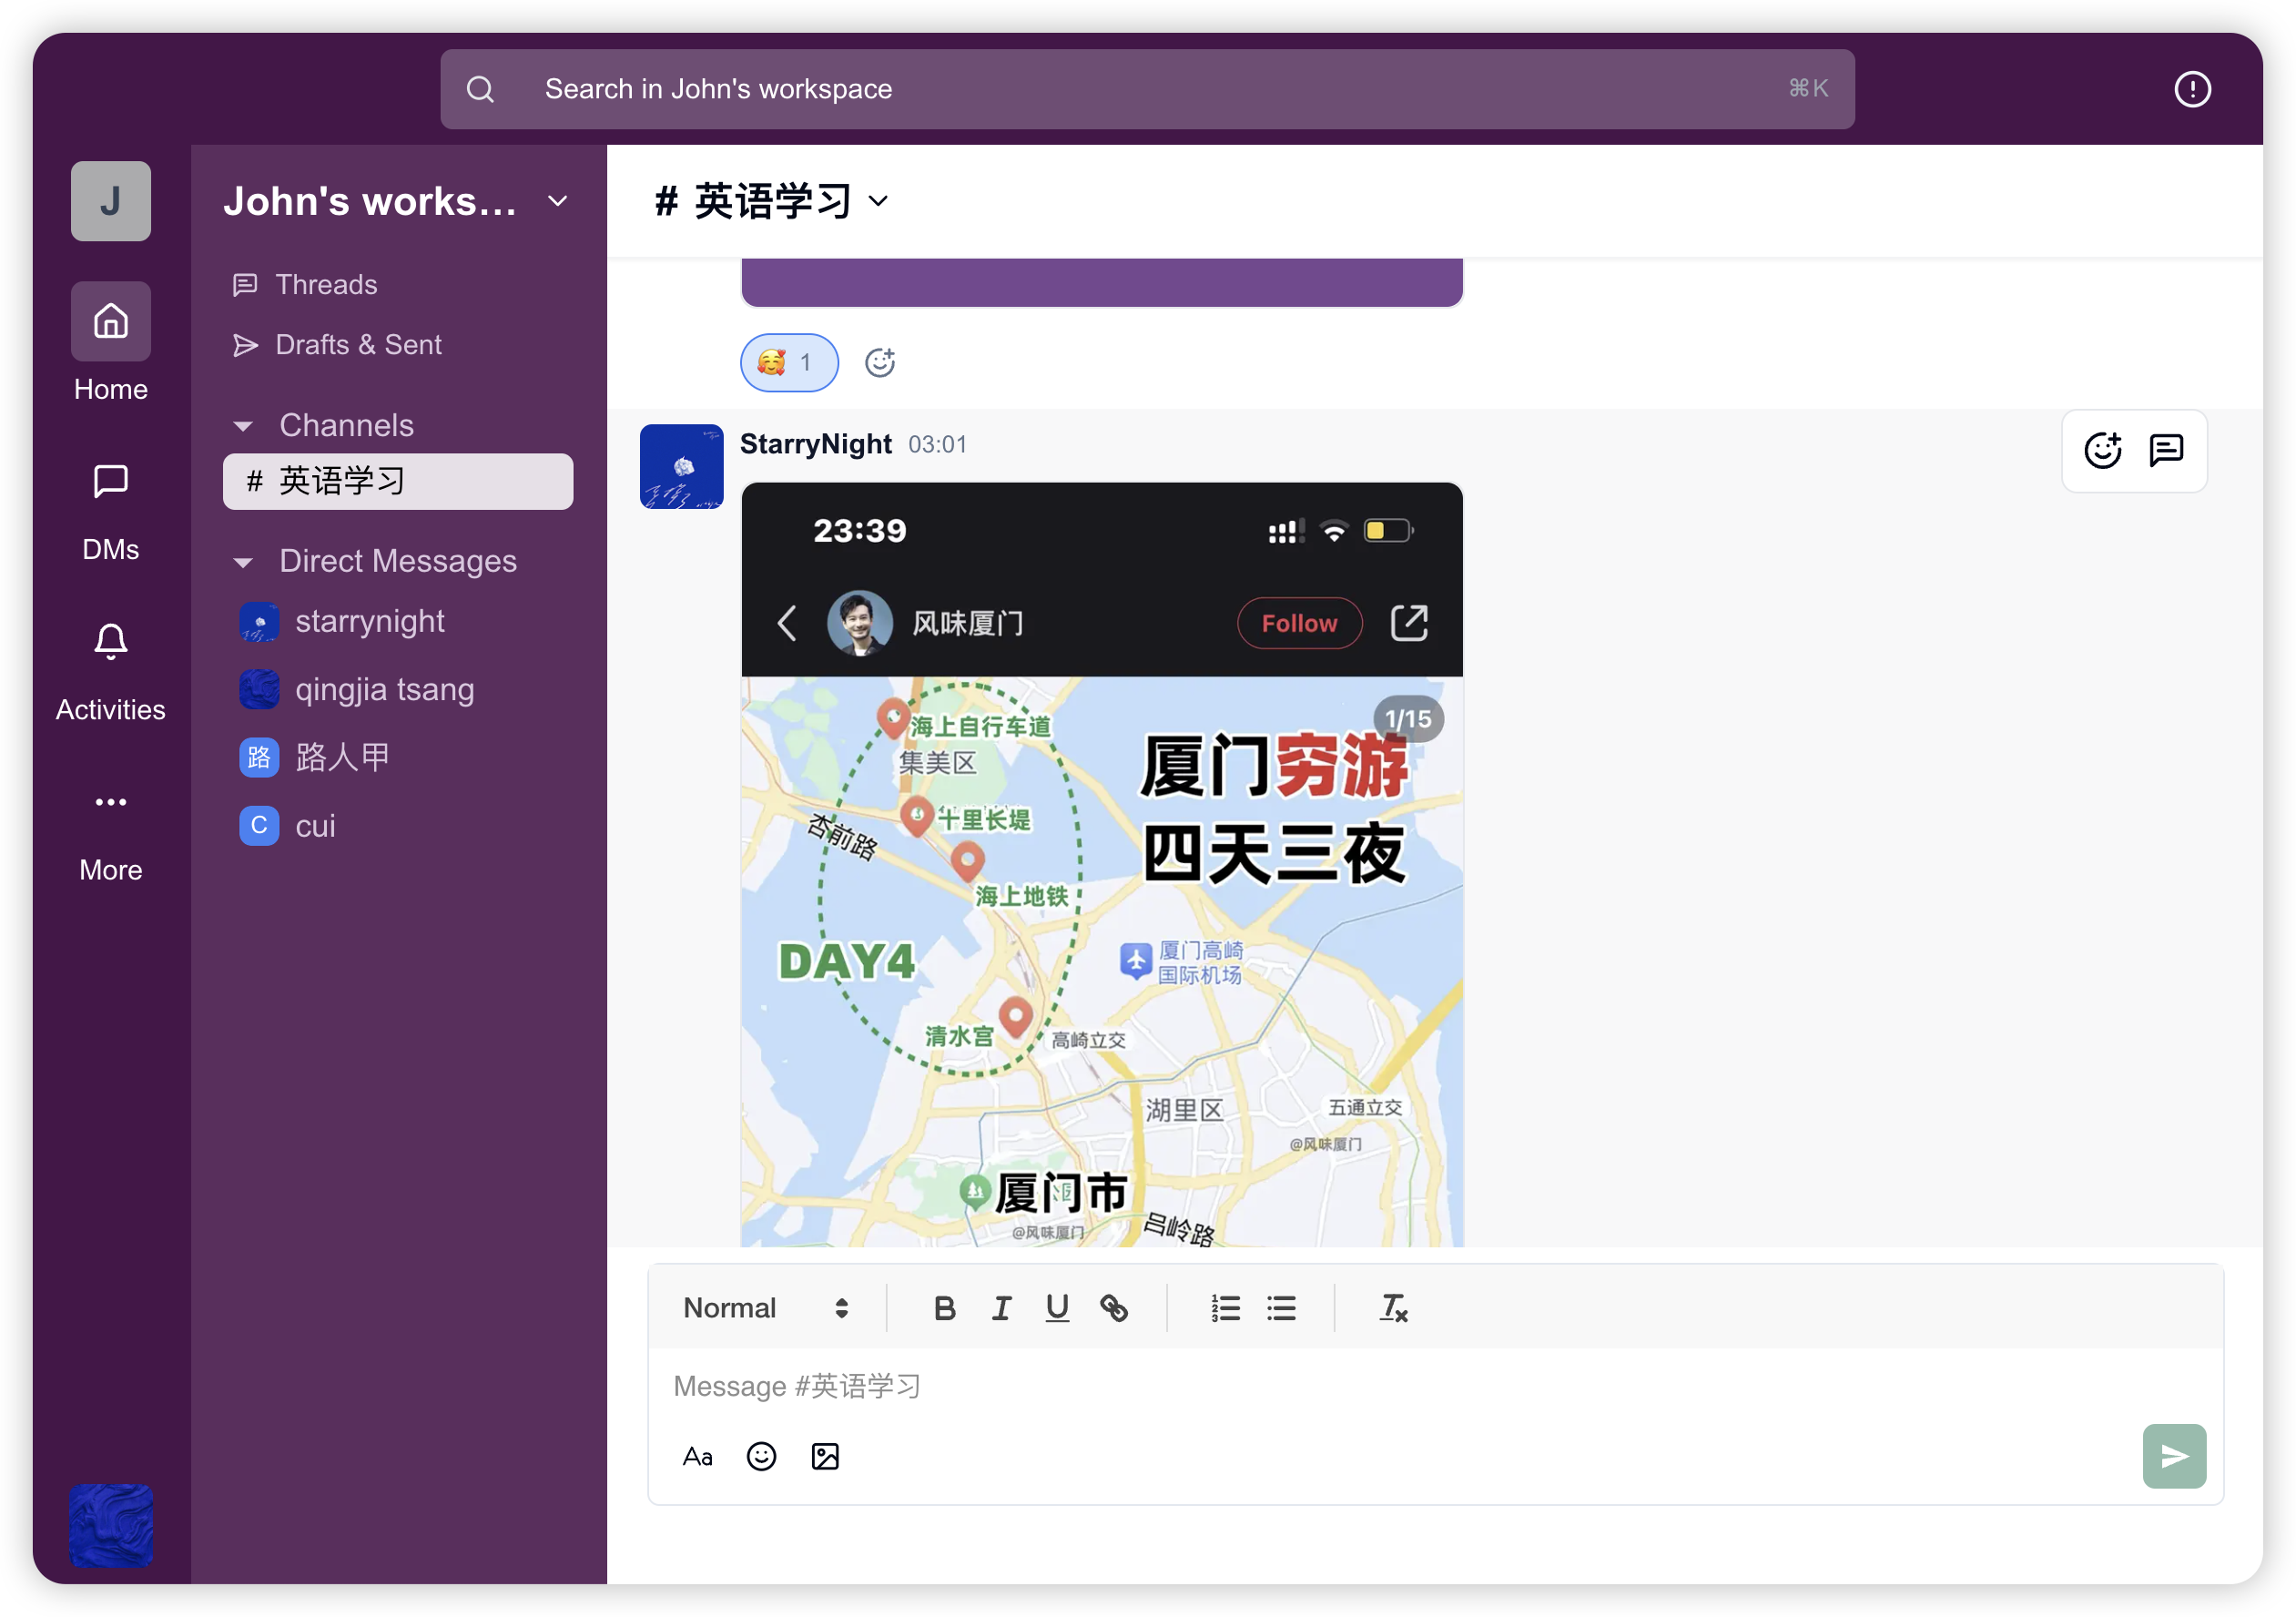 Search in John's workspace
⌘K
J
Home
DMs
Activities
More
John's works...
Threads
Drafts & Sent
Channels
# 英语学习
Direct Messages
starrynight
qingjia tsang
路 路人甲
C cui
# 英语学习
1
StarryNight 03:01
23:39
风味厦门
Follow
1/15
厦门穷游
四天三夜
海上自行车道
集美区
十里长堤
杏前路
海上地铁
DAY4
厦门高崎
国际机场
清水宫
高崎立交
湖里区
五通立交
@风味厦门
厦门市
@风味厦门
吕岭路
Normal
Message #英语学习
Aa